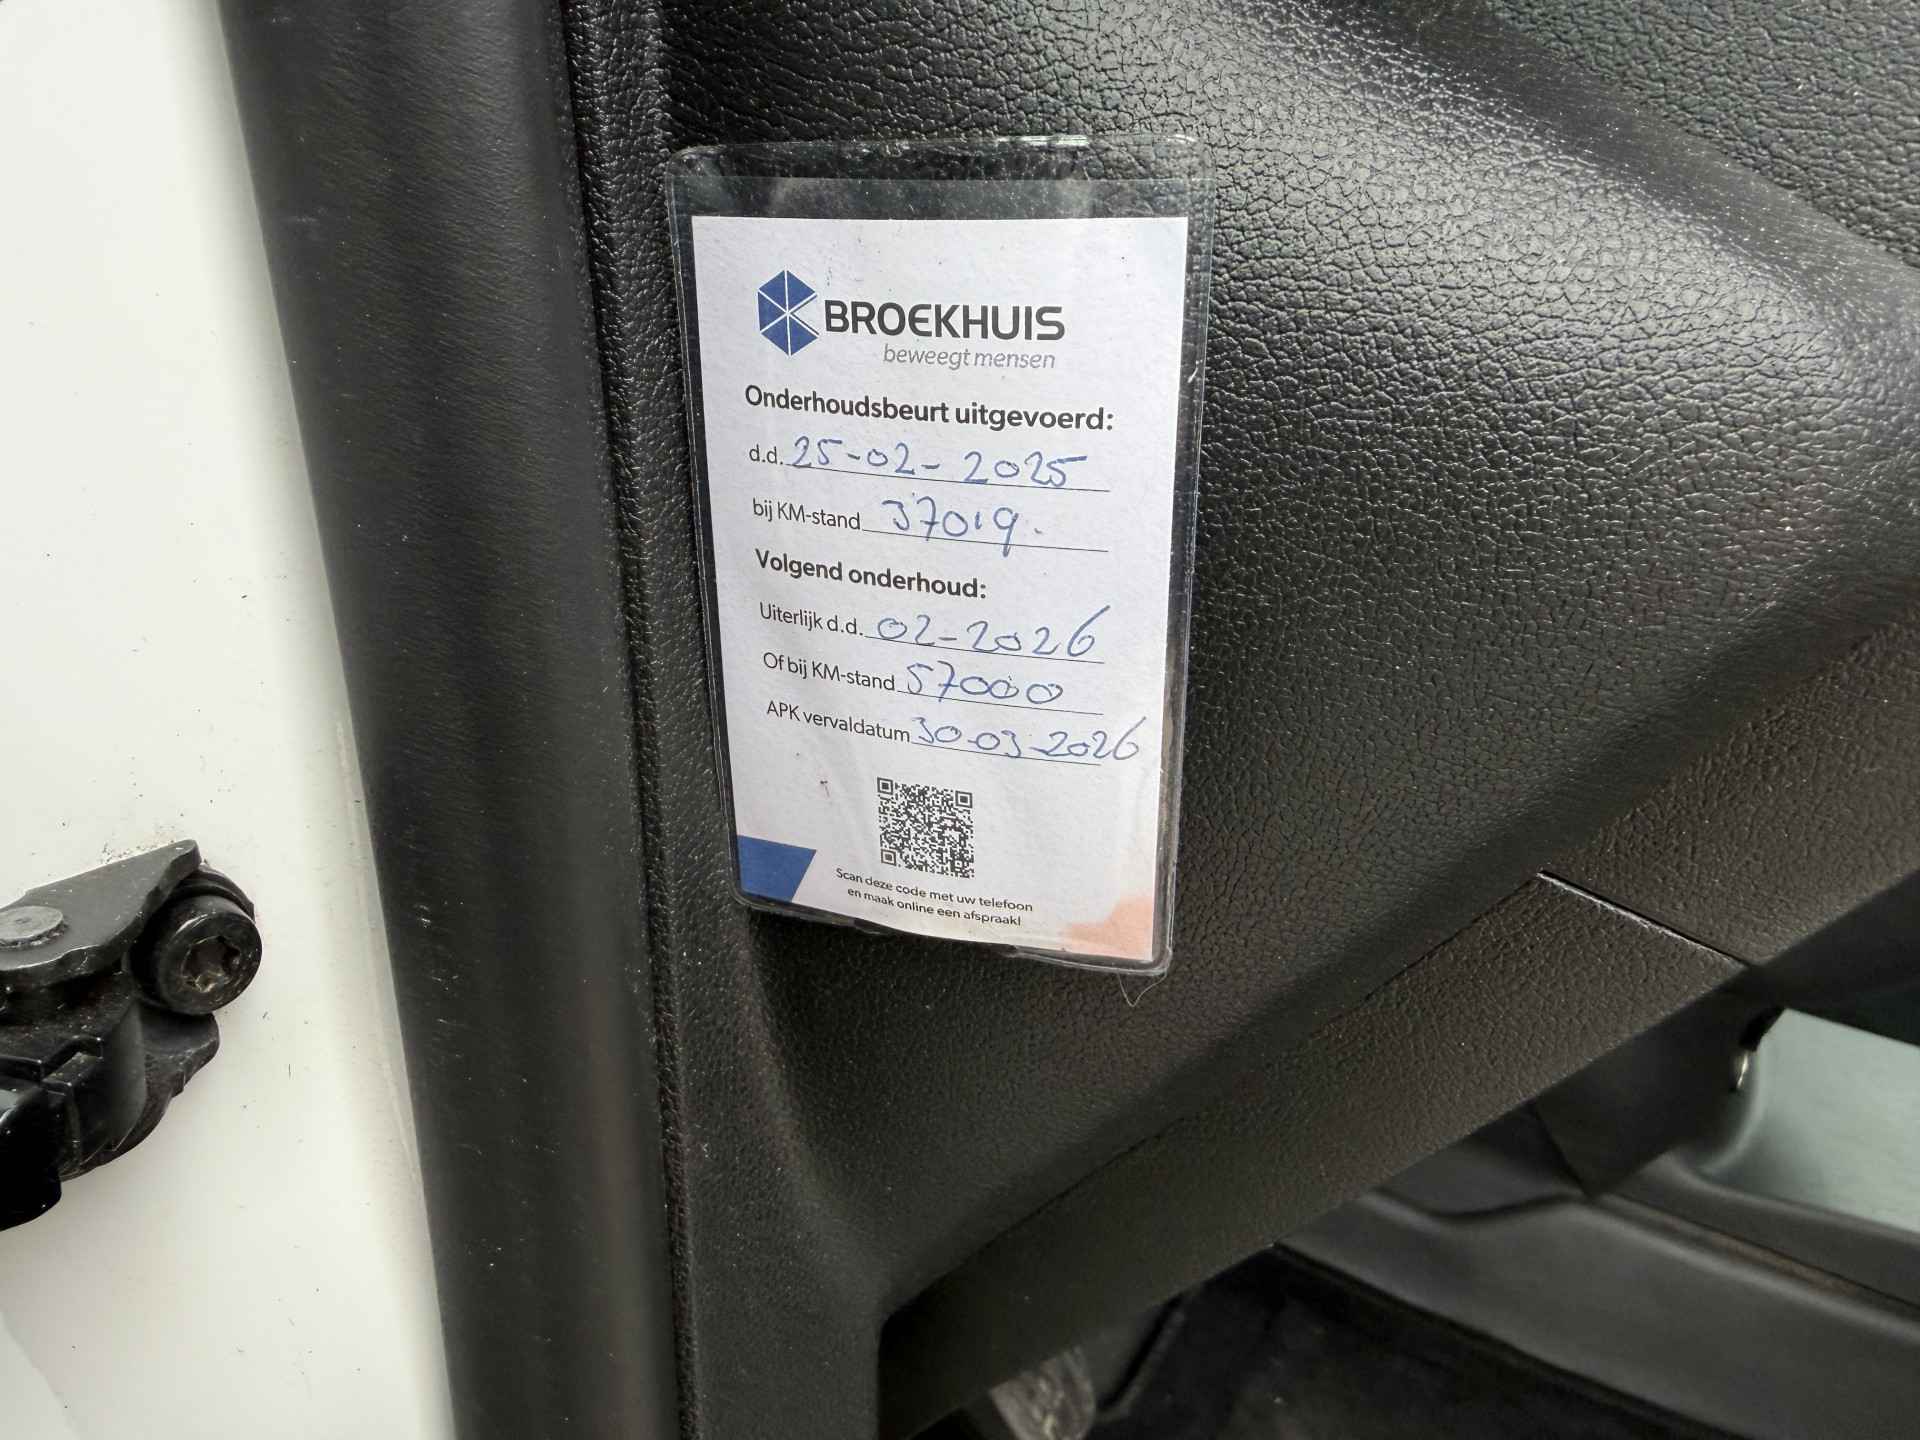 BROEKHUIS
beweegt mensen
Onderhoudsbeurt uitgevoerd:
d.d. 25-02-2025
bij KM-stand 37019.
Volgend onderhoud:
Uiterlijk d.d. 02-2026
Of bij KM-stand 57000
APK vervaldatum 30-03-2026
Scan deze code met uw telefoon
en maak online een afspraak!